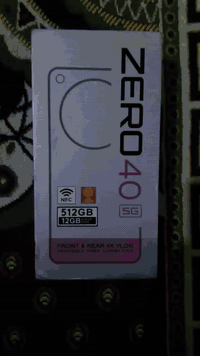 ZERO 40
5G
NFC
512GB
12GB
FRONT & REAR 4K VLOG